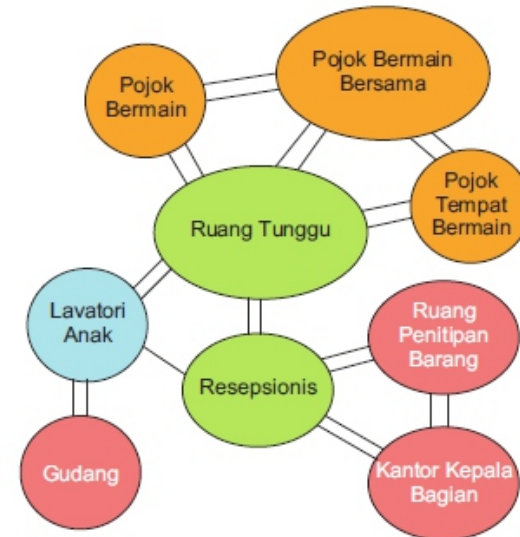 Pojok
Bermain
Pojok Bermain
Bersama
Pojok
Tempat
Bermain
Ruang Tunggu
Lavatori
Anak
Ruang
Penitipan
Barang
Resepsionis
Gudang
Kantor Kepala
Bagian